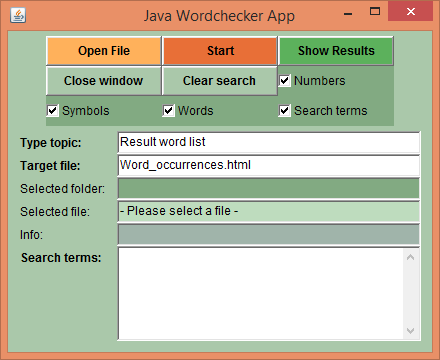 Java Wordchecker App
Open File Start Show Results
Close window Clear search Numbers
Symbols Words Search terms
Type topic: Result word list
Target file: Word_occurrences.html
Selected folder:
Selected file: - Please select a file -
Info:
Search terms: